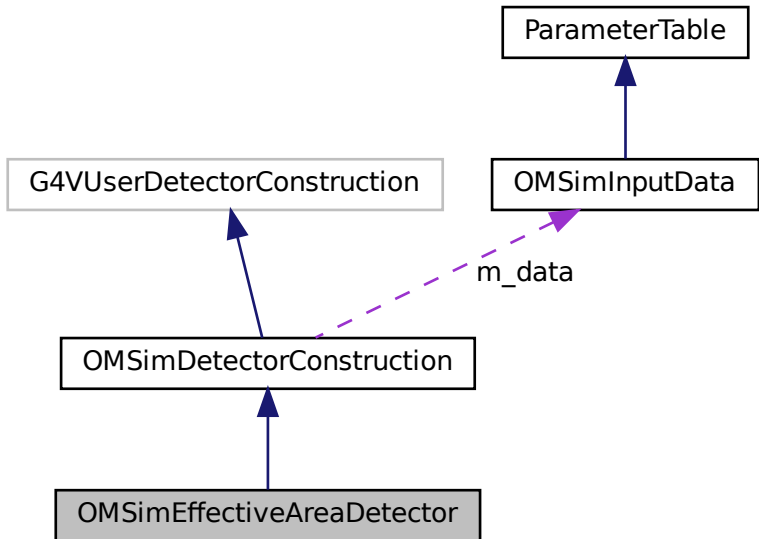 ParameterTable
G4VUserDetectorConstruction
OMSimInputData
m_data
OMSimDetectorConstruction
OMSimEffectiveAreaDetector